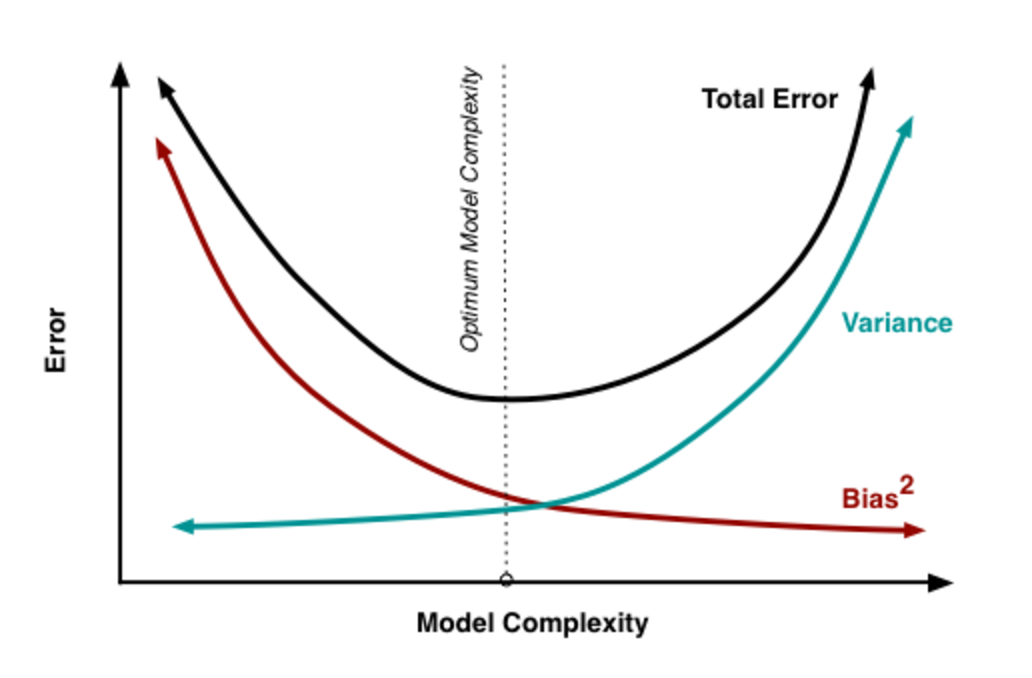 Optimum Model Complexity
Total Error
Error
Variance
Bias²
Model Complexity